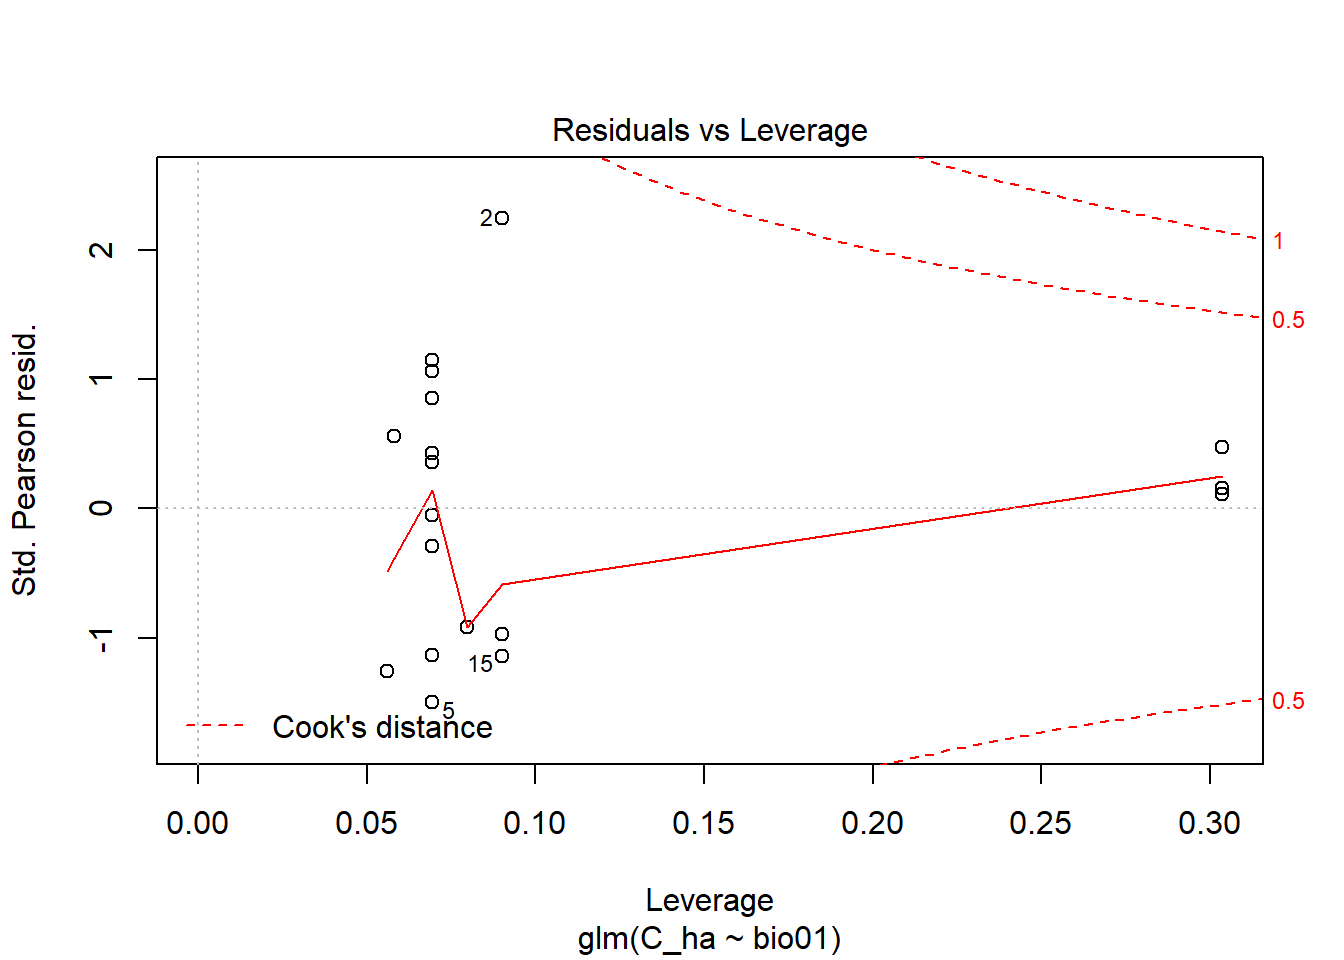 Residuals vs Leverage
Std. Pearson resid.
2
1
0
-1
2
15
5
1
0.5
0.5
Cook's distance
0.00 0.05 0.10 0.15 0.20 0.25 0.30
Leverage
glm(C_ha ~ bio01)